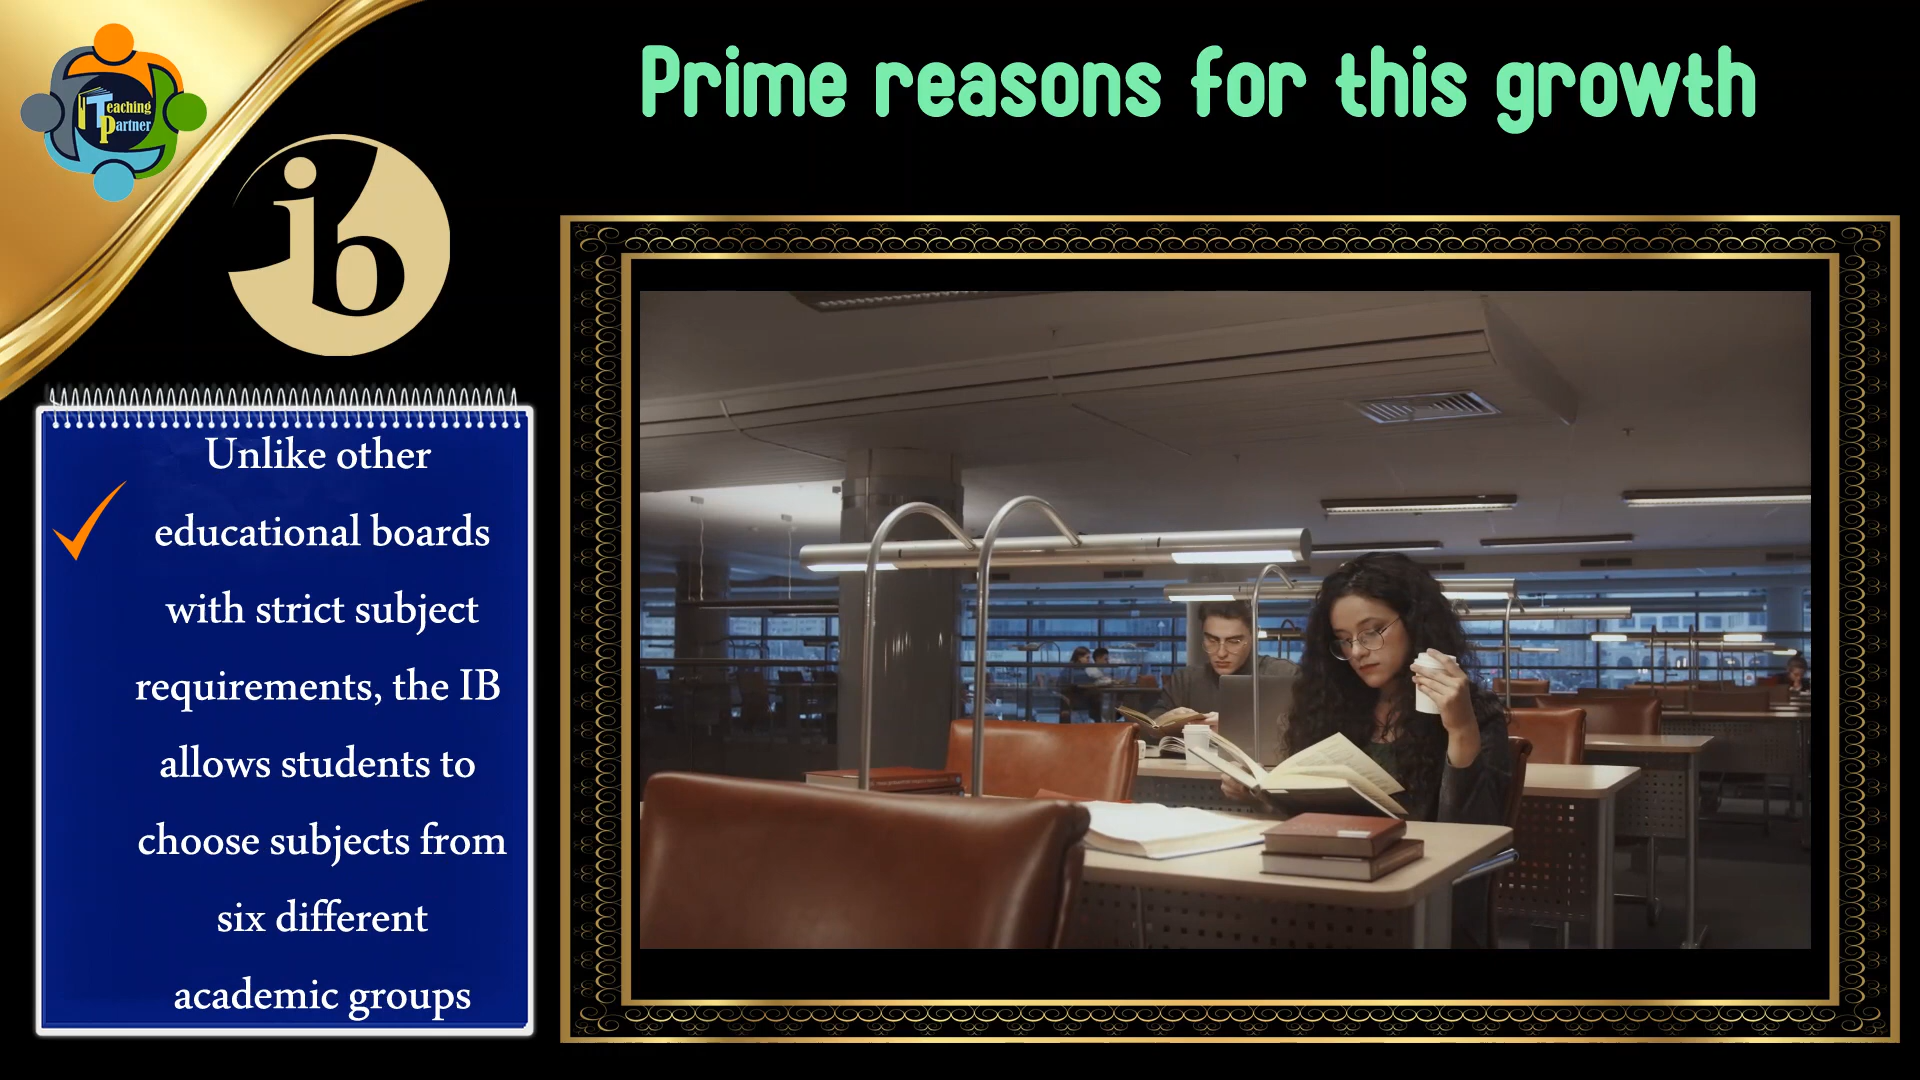 Teaching
Partner
Prime reasons for this growth
ib
Unlike other
educational boards
with strict subject
requirements, the IB
allows students to
choose subjects from
six different
academic groups